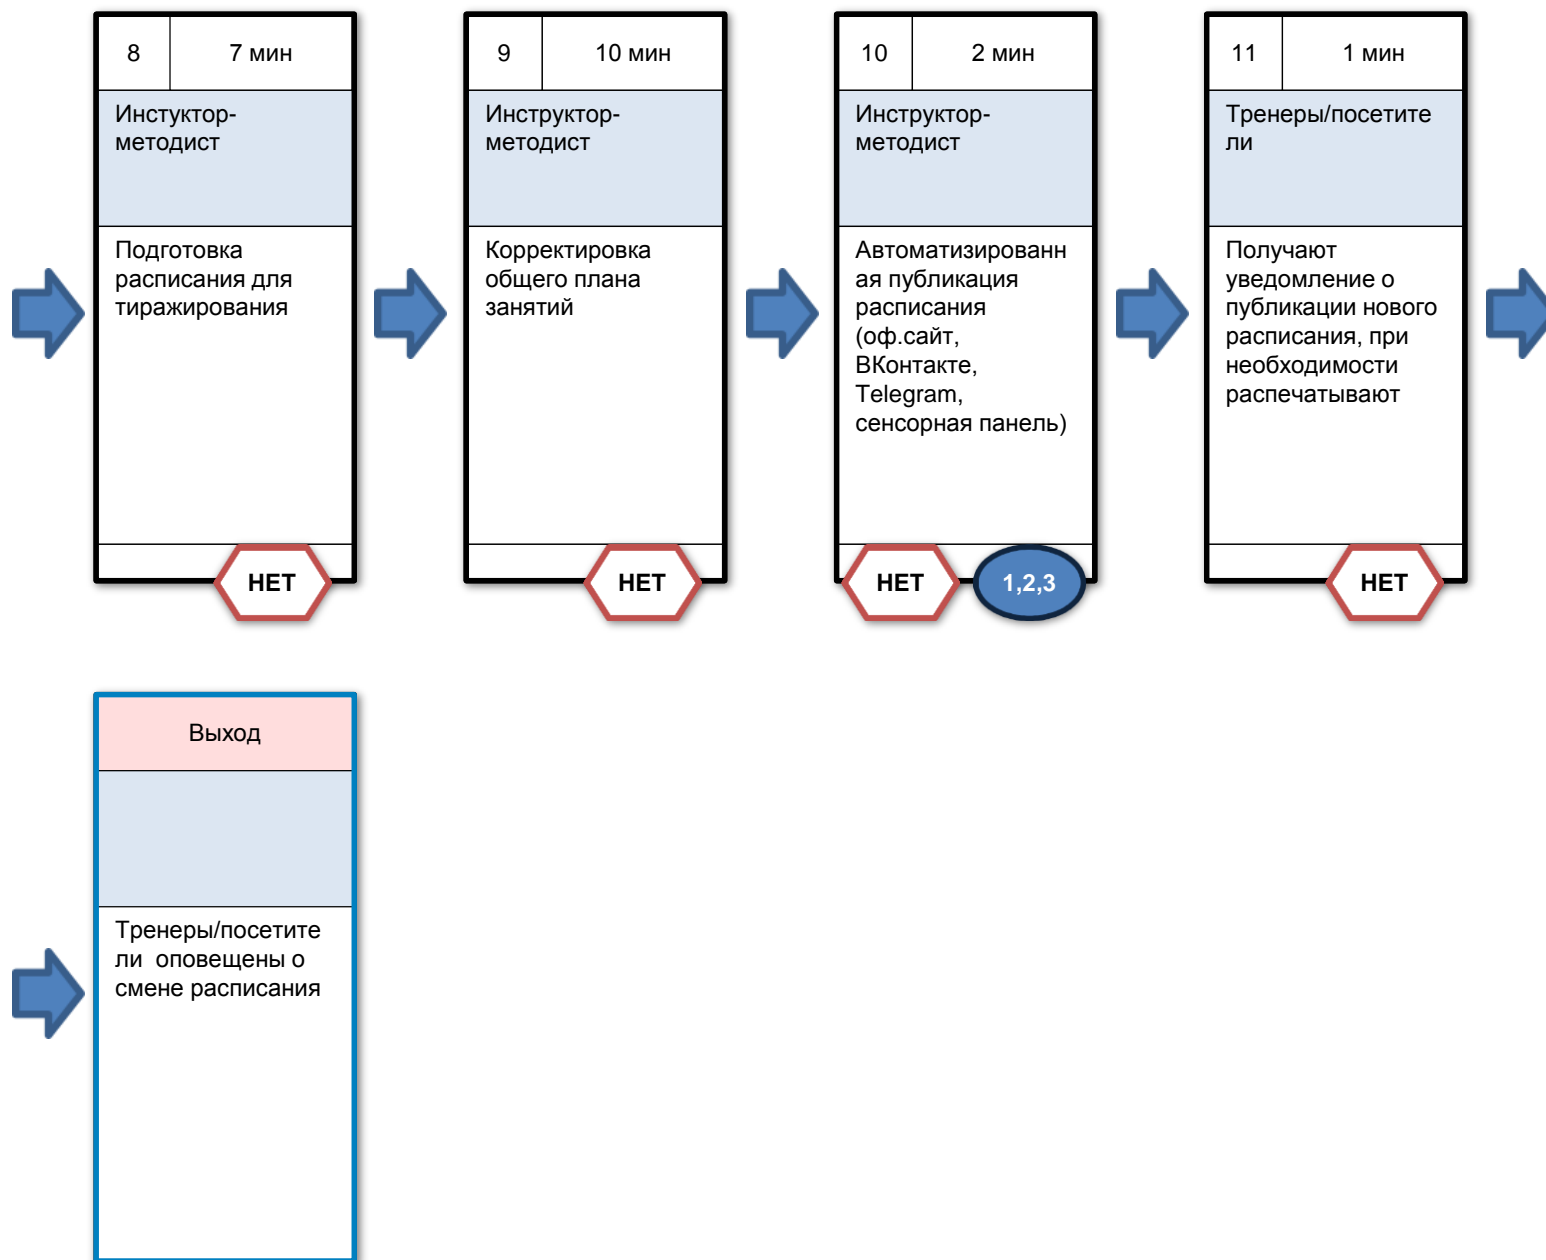 8
7 мин
Инстуктор-
методист
Подготовка
расписания для
тиражирования
НЕТ
9
10 мин
Инструктор-
методист
Корректировка
общего плана
занятий
НЕТ
10
2 мин
Инструктор-
методист
Автоматизированн
ая публикация
расписания
(оф.сайт,
ВКонтакте,
Telegram,
сенсорная панель)
НЕТ
1,2,3
11
1 мин
Тренеры/посетите
ли
Получают
уведомление о
публикации нового
расписания, при
необходимости
распечатывают
НЕТ
Выход
Тренеры/посетите
ли оповещены о
смене расписания